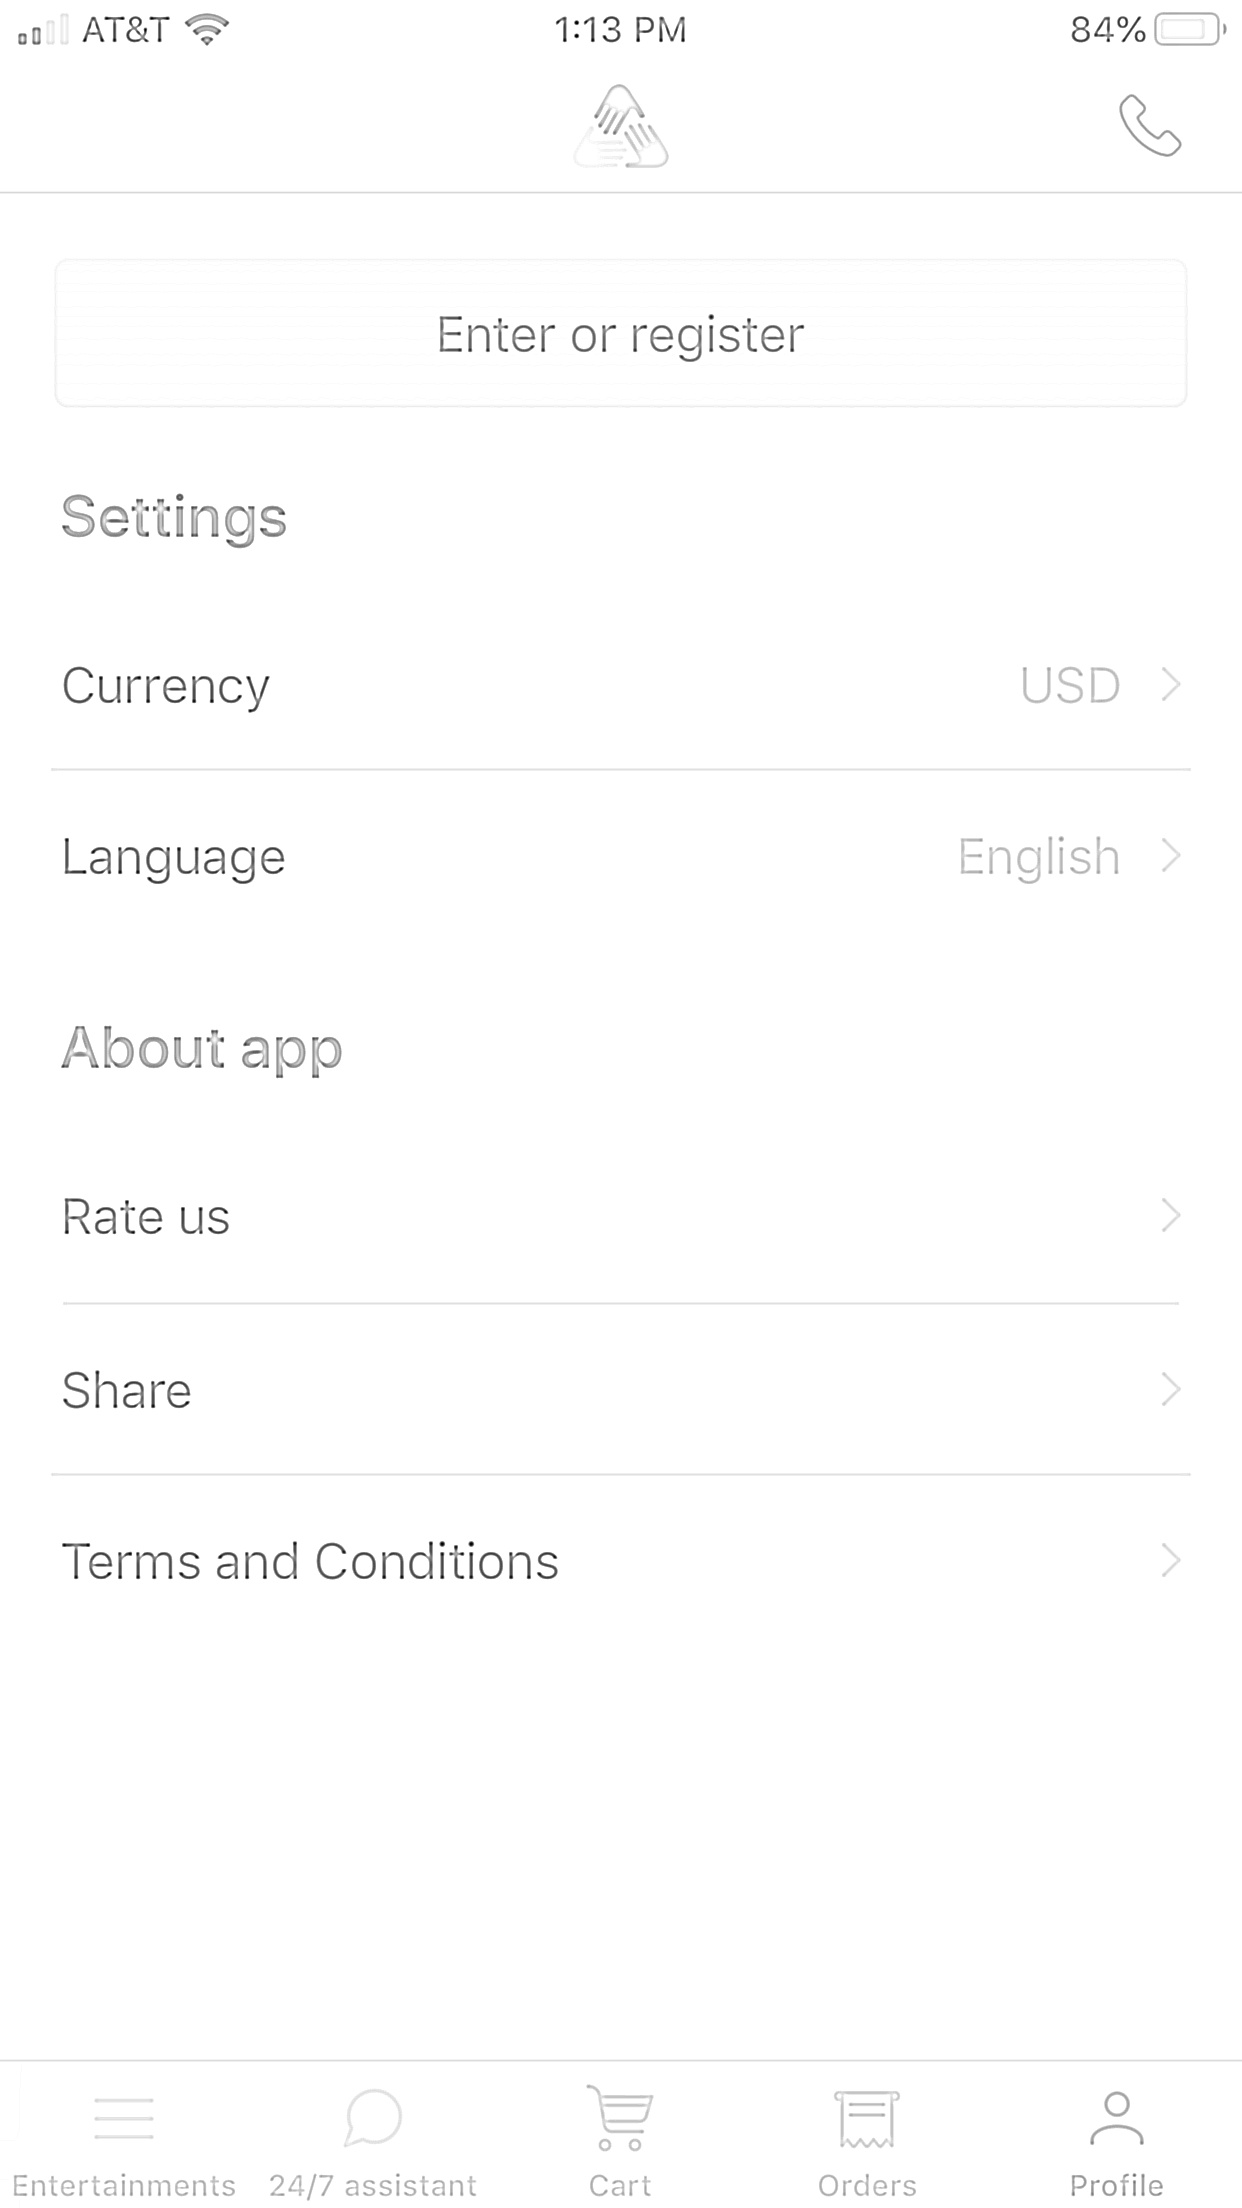 AT&T 1:13 PM 84%
Enter or register
Settings
Currency USD
Language English
About app
Rate us
Share
Terms and Conditions
Entertainments 24/7 assistant Cart Orders Profile